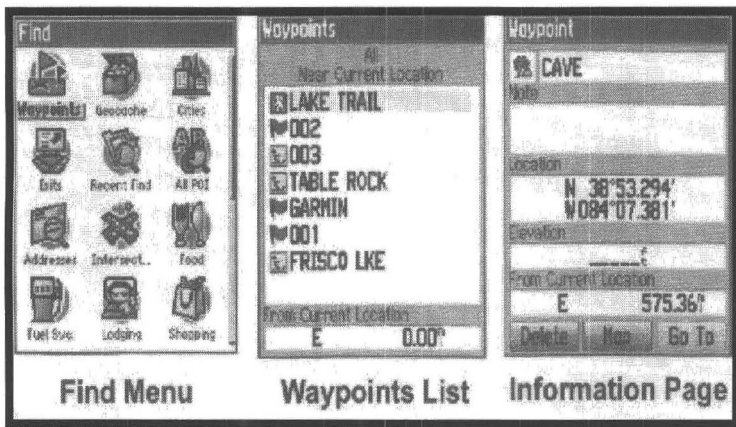 Find
Waypoints Geocache Cities
Exits Recent Find All POI
Addresses Intersect.. Food
Fuel Svc Lodging Shopping
Find Menu
Waypoints
All
Near Current Location
LAKE TRAIL
002
003
TABLE ROCK
GARMIN
001
FRISCO LKE
From Current Location
E 0.00
Waypoints List
Waypoint
CAVE
Note
Location
N 38°53.294'
W084°07.381'
Elevation
_____
From Current Location
E 575.36
Delete Map Go To
Information Page